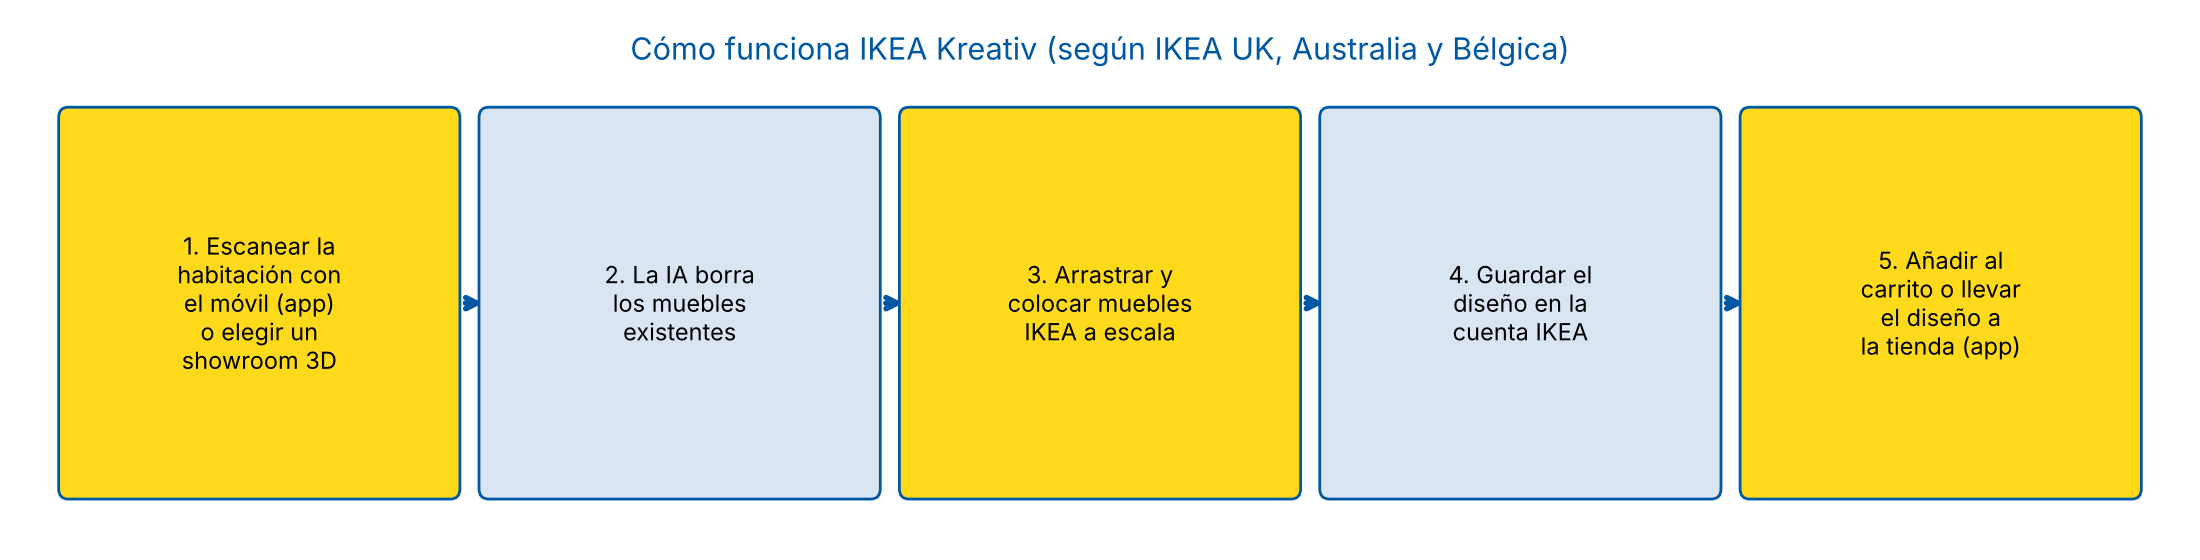 Cómo funciona IKEA Kreativ (según IKEA UK, Australia y Bélgica)
1. Escanear la
habitación con
el móvil (app)
o elegir un
showroom 3D
2. La IA borra
los muebles
existentes
3. Arrastrar y
colocar muebles
IKEA a escala
4. Guardar el
diseño en la
cuenta IKEA
5. Añadir al
carrito o llevar
el diseño a
la tienda (app)